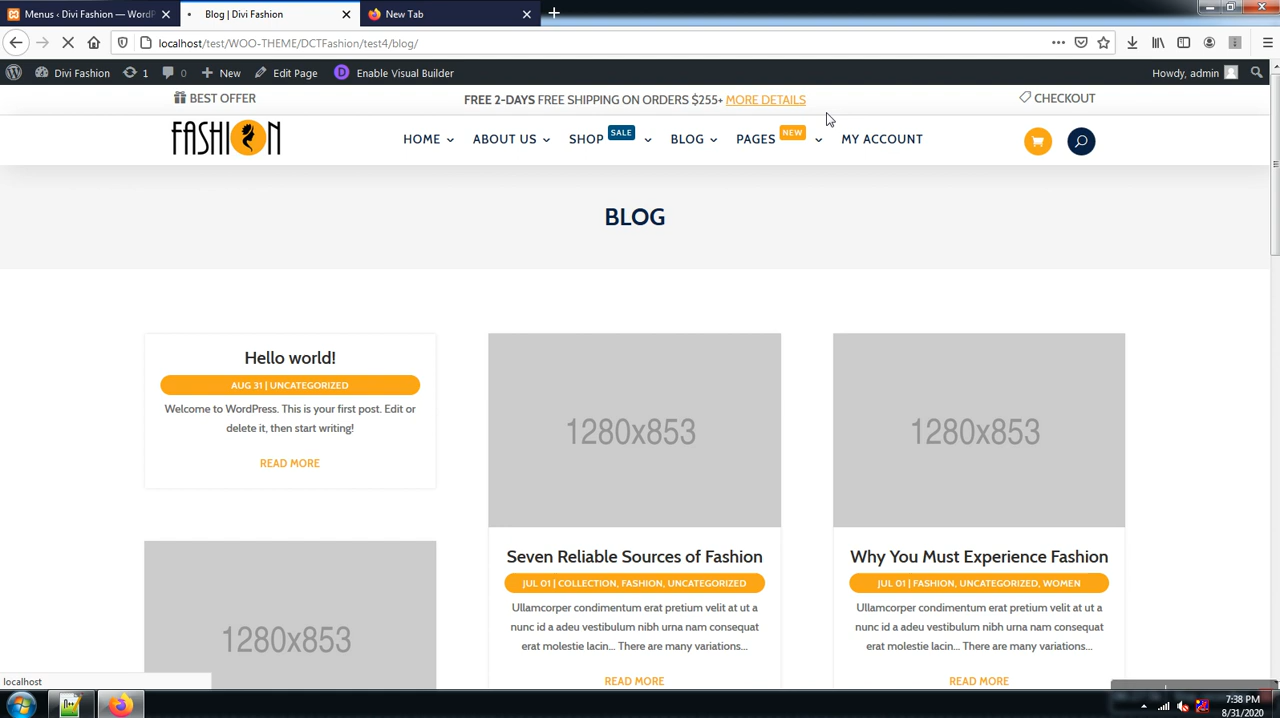 Menus ‹ Divi Fashion — WordP
Blog | Divi Fashion
New Tab
localhost/test/WOO-THEME/DCTFashion/test4/blog/
Divi Fashion
1
0
New
Edit Page
D
Enable Visual Builder
Howdy, admin
BEST OFFER
FREE 2-DAYS FREE SHIPPING ON ORDERS $255+ MORE DETAILS
CHECKOUT
FASHION
HOME
ABOUT US
SHOP SALE
BLOG
PAGES NEW
MY ACCOUNT
BLOG
Hello world!
AUG 31 | UNCATEGORIZED
Welcome to WordPress. This is your first post. Edit or
delete it, then start writing!
READ MORE
1280x853
1280x853
Seven Reliable Sources of Fashion
JUL 01 | COLLECTION, FASHION, UNCATEGORIZED
Ullamcorper condimentum erat pretium velit at ut a
nunc id a adeu vestibulum nibh urna nam consequat
erat molestie lacin... There are many variations...
READ MORE
1280x853
Why You Must Experience Fashion
JUL 01 | FASHION, UNCATEGORIZED, WOMEN
Ullamcorper condimentum erat pretium velit at ut a
nunc id a adeu vestibulum nibh urna nam consequat
erat molestie lacin... There are many variations...
READ MORE
localhost
7:38 PM
8/31/2020